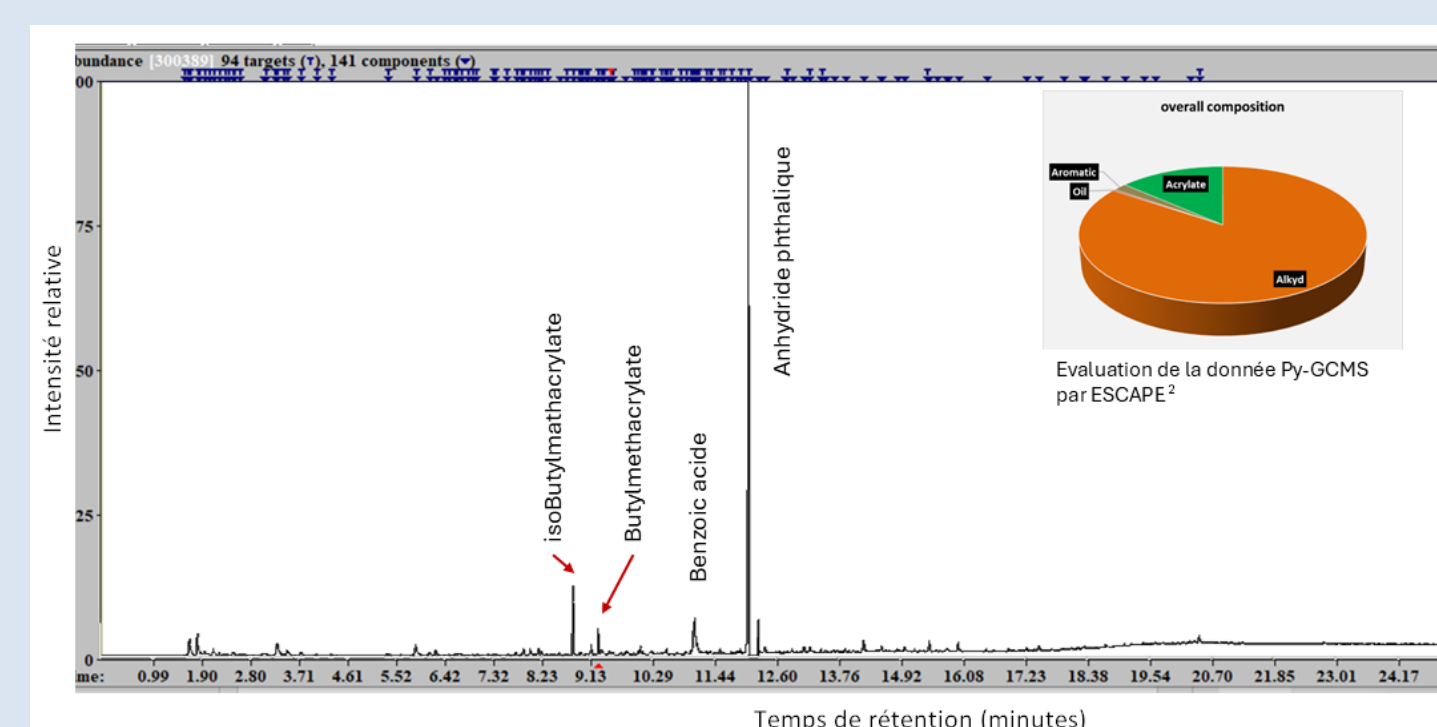 bundance [300389] 94 targets (T), 141 components (▼)
00
75
50
25
0
Intensité relative
isoButylmathacrylate
Butylmethacrylate
Benzoic acide
Anhydride phthalique
overall composition
Aromatic
Oil
Acrylate
Alkyd
Evaluation de la donnée Py-GCMS
par ESCAPE²
ime: 0.99 1.90 2.80 3.71 4.61 5.52 6.42 7.32 8.23 9.13 10.29 11.44 12.60 13.76 14.92 16.08 17.23 18.38 19.54 20.70 21.85 23.01 24.17
Temps de rétention (minutes)